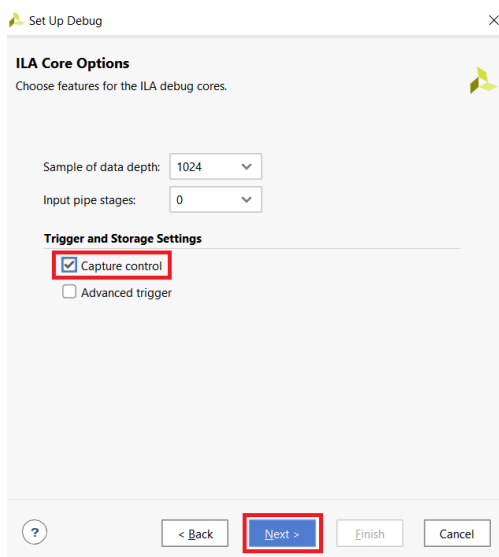 Set Up Debug
ILA Core Options
Choose features for the ILA debug cores.
Sample of data depth: 1024
Input pipe stages: 0
Trigger and Storage Settings
Capture control
Advanced trigger
? < Back Next > Finish Cancel